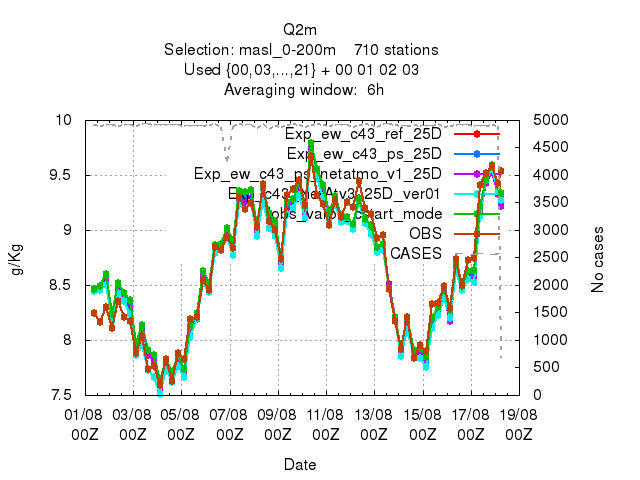 Q2m
Selection: masl_0-200m 710 stations
Used {00,03,...,21} + 00 01 02 03
Averaging window: 6h
10
9.5
9
8.5
8
7.5
g/Kg
5000
4500
4000
3500
3000
2500
2000
1500
1000
500
0
No cases
Exp_ew_c43_ref_25D
Exp_ew_c43_ps_25D
Exp_ew_c43_ps_netatmo_v1_25D
OBS
CASES
01/08 03/08 05/08 07/08 09/08 11/08 13/08 15/08 17/08 19/08
00Z 00Z 00Z 00Z 00Z 00Z 00Z 00Z 00Z 00Z
Date